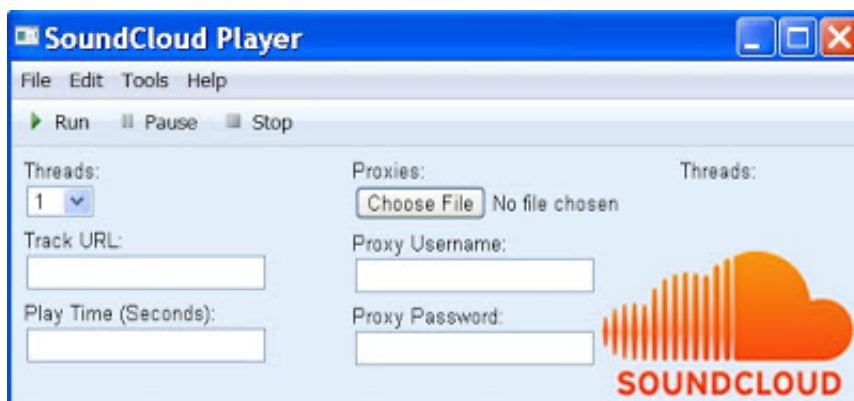 SoundCloud Player
File Edit Tools Help
Run Pause Stop
Threads: Proxies: Threads:
1 Choose File No file chosen
Track URL: Proxy Username:
Play Time (Seconds): Proxy Password:
SOUNDCLOUD